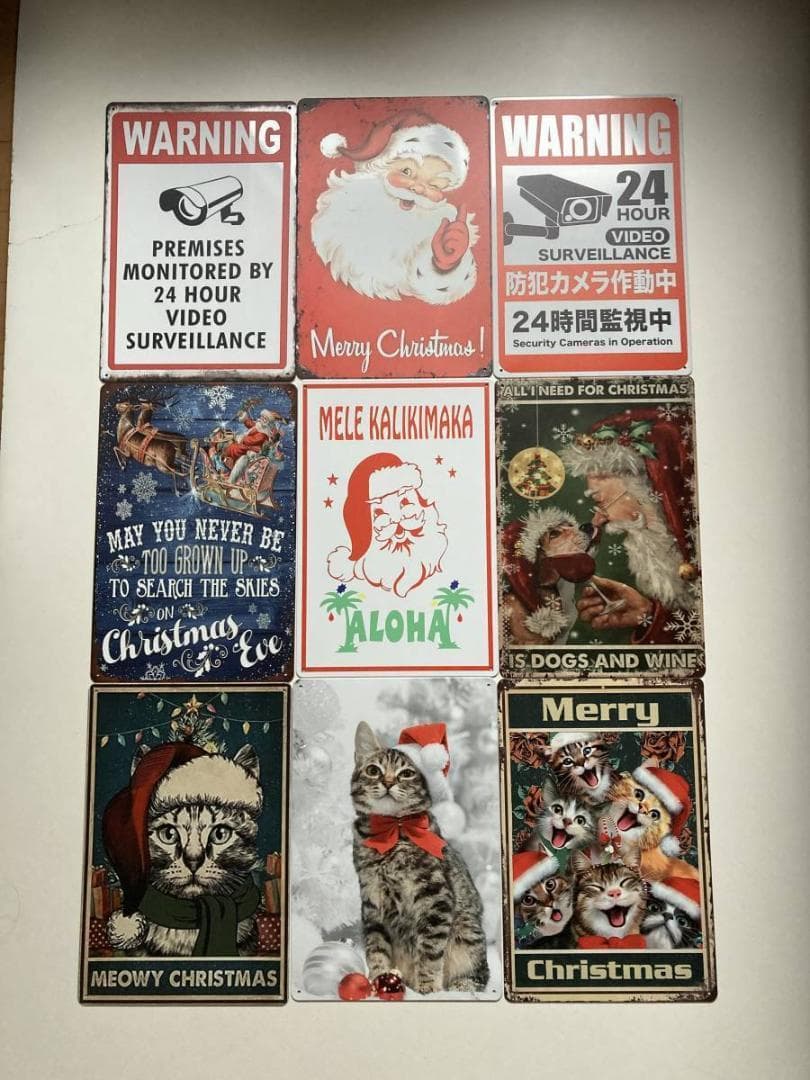 WARNING
PREMISES
MONITORED BY
24 HOUR
VIDEO
SURVEILLANCE
Merry Christmas!
WARNING
24
HOUR
VIDEO
SURVEILLANCE
防犯カメラ作動中
24時間監視中
Security Cameras in Operation
MAY YOU NEVER BE
TOO GROWN UP
TO SEARCH THE SKIES
ON
Christmas
Eve
MELE KALIKIMAKA
ALOHA
ALL I NEED FOR CHRISTMAS
IS DOGS AND WINE
MEOWY CHRISTMAS
Merry
Christmas